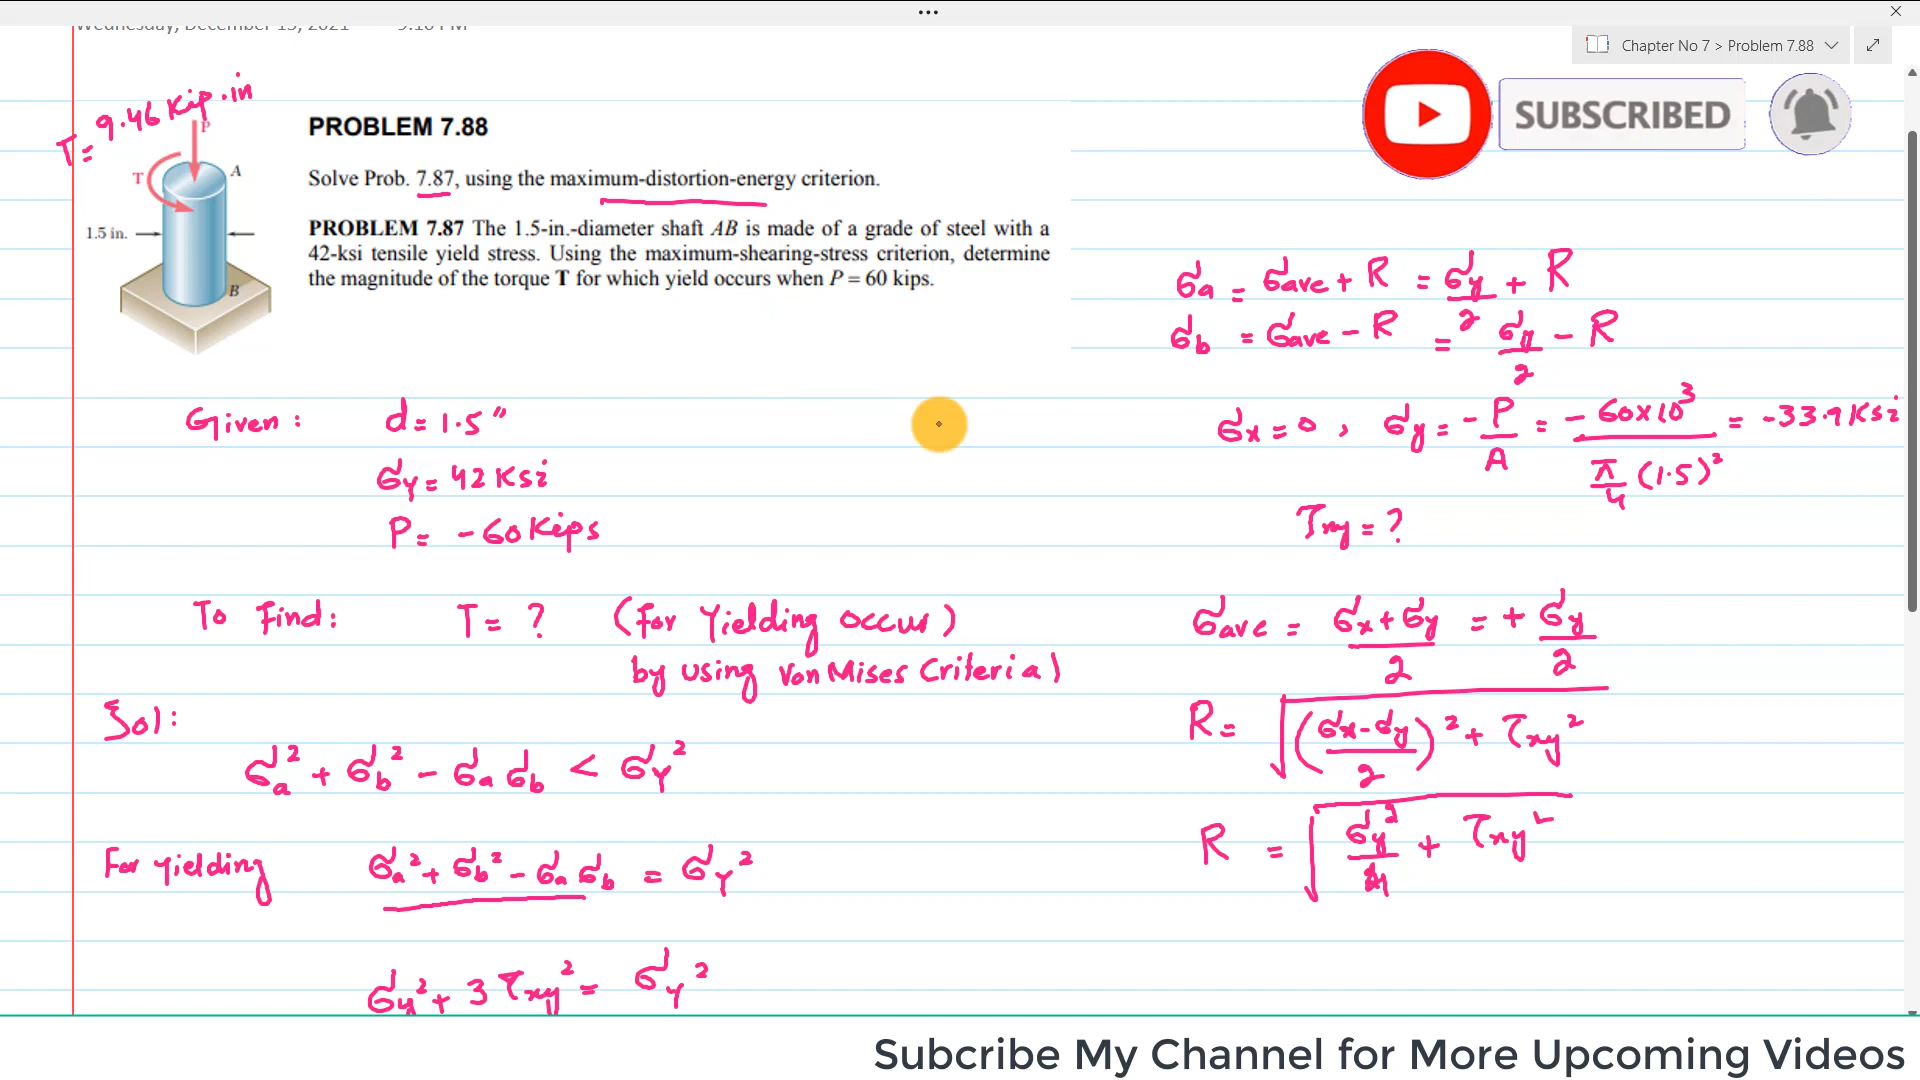 Chapter No 7 > Problem 7.88
T= 9.46 Kip.in
P
T
A
1.5 in.
B
PROBLEM 7.88
Solve Prob. 7.87, using the maximum-distortion-energy criterion.
PROBLEM 7.87 The 1.5-in.-diameter shaft AB is made of a grade of steel with a
42-ksi tensile yield stress. Using the maximum-shearing-stress criterion, determine
the magnitude of the torque T for which yield occurs when P = 60 kips.
SUBSCRIBED
Given: d = 1.5"
σY = 42 Ksi
P = -60 Kips
To Find: T = ? (For Yielding occur)
by using Von Mises Criteria)
Sol:
σa² + σb² - σa σb < σY²
For yielding σa² + σb² - σa σb = σY²
σy² + 3 τxy² = σY²
σa = σave + R = σy/2 + R
σb = σave - R = σy/2 - R
σx = 0, σy = -P/A = -60x10³/(π/4 (1.5)²) = -33.9 Ksi
τxy = ?
σave = (σx + σy)/2 = + σy/2
R = √(((σx - σy)/2)² + τxy²)
R = √(σy²/4 + τxy²)
Subcribe My Channel for More Upcoming Videos